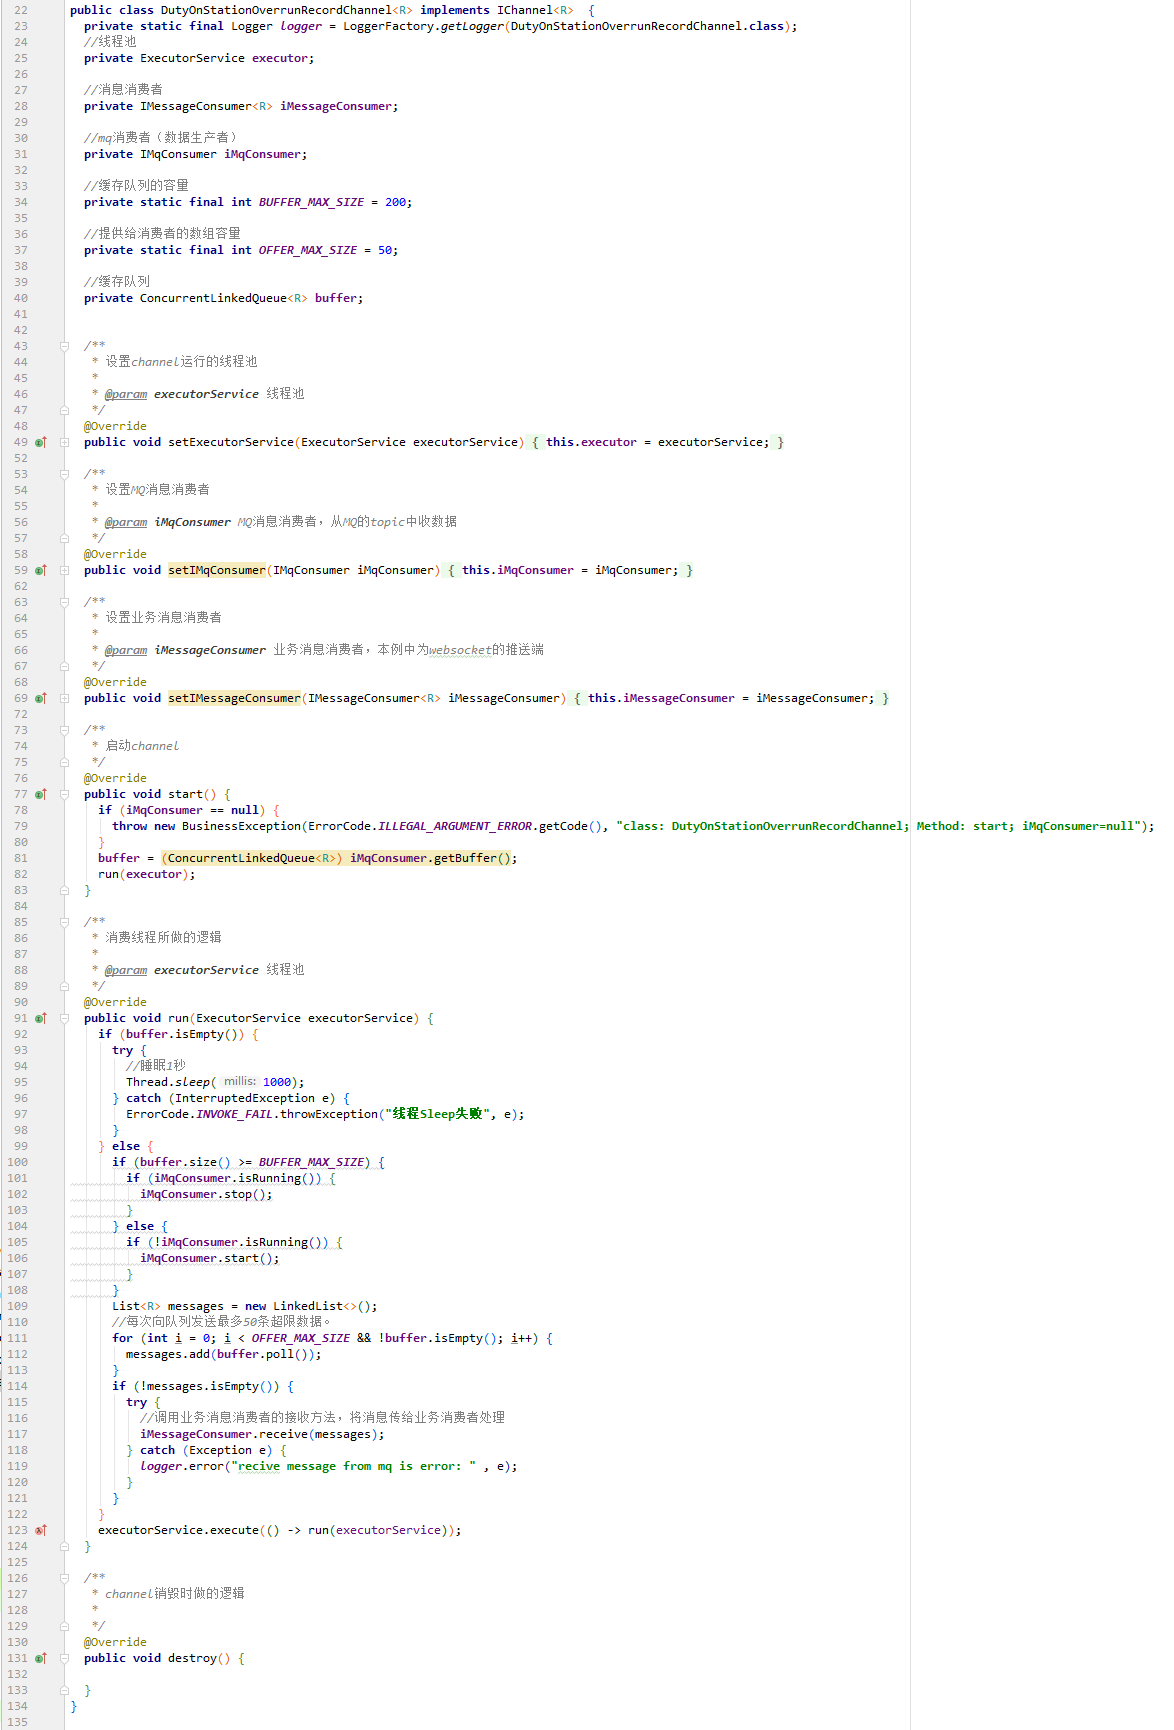 22 public class DutyOnStationOverrunRecordChannel<R> implements IChannel<R>  {
23   private static final Logger logger = LoggerFactory.getLogger(DutyOnStationOverrunRecordChannel.class);
24   //线程池
25   private ExecutorService executor;
26
27   //消息消费者
28   private IMessageConsumer<R> iMessageConsumer;
29
30   //mq消费者（数据生产者）
31   private IMqConsumer iMqConsumer;
32
33   //缓存队列的容量
34   private static final int BUFFER_MAX_SIZE = 200;
35
36   //提供给消费者的数组容量
37   private static final int OFFER_MAX_SIZE = 50;
38
39   //缓存队列
40   private ConcurrentLinkedQueue<R> buffer;
41
42
43   /**
44    * 设置channel运行的线程池
45    *
46    * @param executorService 线程池
47    */
48   @Override
49   public void setExecutorService(ExecutorService executorService) { this.executor = executorService; }
52
53   /**
54    * 设置MQ消息消费者
55    *
56    * @param iMqConsumer MQ消息消费者，从MQ的topic中收数据
57    */
58   @Override
59   public void setIMqConsumer(IMqConsumer iMqConsumer) { this.iMqConsumer = iMqConsumer; }
62
63   /**
64    * 设置业务消息消费者
65    *
66    * @param iMessageConsumer 业务消息消费者，本例中为websocket的推送端
67    */
68   @Override
69   public void setIMessageConsumer(IMessageConsumer<R> iMessageConsumer) { this.iMessageConsumer = iMessageConsumer; }
72
73   /**
74    * 启动channel
75    */
76   @Override
77   public void start() {
78     if (iMqConsumer == null) {
79       throw new BusinessException(ErrorCode.ILLEGAL_ARGUMENT_ERROR.getCode(), "class: DutyOnStationOverrunRecordChannel; Method: start; iMqConsumer=null");
80     }
81     buffer = (ConcurrentLinkedQueue<R>) iMqConsumer.getBuffer();
82     run(executor);
83   }
84
85   /**
86    * 消费线程所做的逻辑
87    *
88    * @param executorService 线程池
89    */
90   @Override
91   public void run(ExecutorService executorService) {
92     if (buffer.isEmpty()) {
93       try {
94         //睡眠1秒
95         Thread.sleep( millis: 1000);
96       } catch (InterruptedException e) {
97         ErrorCode.INVOKE_FAIL.throwException("线程Sleep失败", e);
98       }
99     } else {
100       if (buffer.size() >= BUFFER_MAX_SIZE) {
101         if (iMqConsumer.isRunning()) {
102           iMqConsumer.stop();
103         }
104       } else {
105         if (!iMqConsumer.isRunning()) {
106           iMqConsumer.start();
107         }
108       }
109       List<R> messages = new LinkedList<>();
110       //每次向队列发送最多50条超限数据。
111       for (int i = 0; i < OFFER_MAX_SIZE && !buffer.isEmpty(); i++) {
112         messages.add(buffer.poll());
113       }
114       if (!messages.isEmpty()) {
115         try {
116           //调用业务消息消费者的接收方法，将消息传给业务消费者处理
117           iMessageConsumer.receive(messages);
118         } catch (Exception e) {
119           logger.error("recive message from mq is error: " , e);
120         }
121       }
122     }
123     executorService.execute(() -> run(executorService));
124   }
125
126   /**
127    * channel销毁时做的逻辑
128    *
129    */
130   @Override
131   public void destroy() {
132
133   }
134 }
135